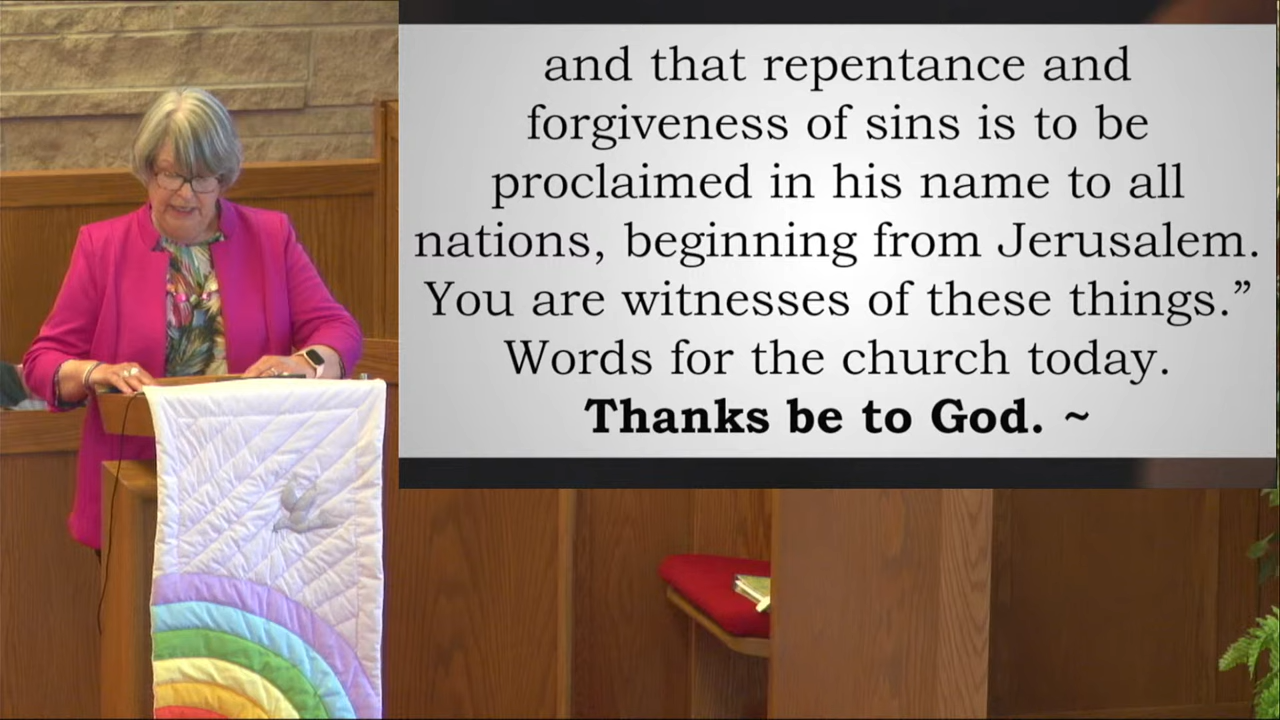 and that repentance and
forgiveness of sins is to be
proclaimed in his name to all
nations, beginning from Jerusalem.
You are witnesses of these things.”
Words for the church today.
Thanks be to God. ~